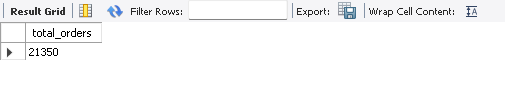 Result Grid Filter Rows: Export: Wrap Cell Content:
total_orders
21350